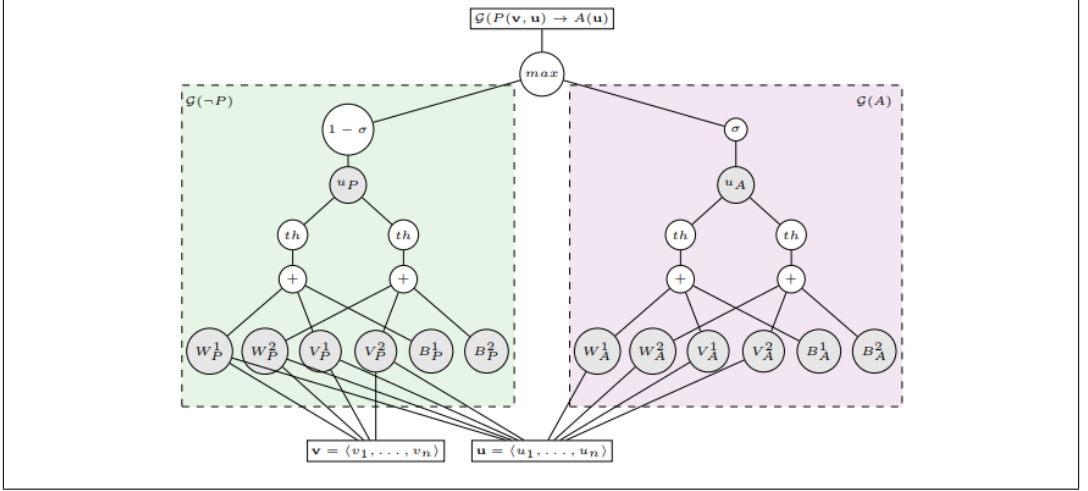 𝒢(P(v, u) → A(u)
max
𝒢(¬P)
𝒢(A)
1 − σ
σ
u_P
u_A
th th th th
+ + + +
W_P^1 W_P^2 V_P^1 V_P^2 B_P^1 B_P^2 W_A^1 W_A^2 V_A^1 V_A^2 B_A^1 B_A^2
v = ⟨v_1, . . . , v_n⟩
u = ⟨u_1, . . . , u_n⟩